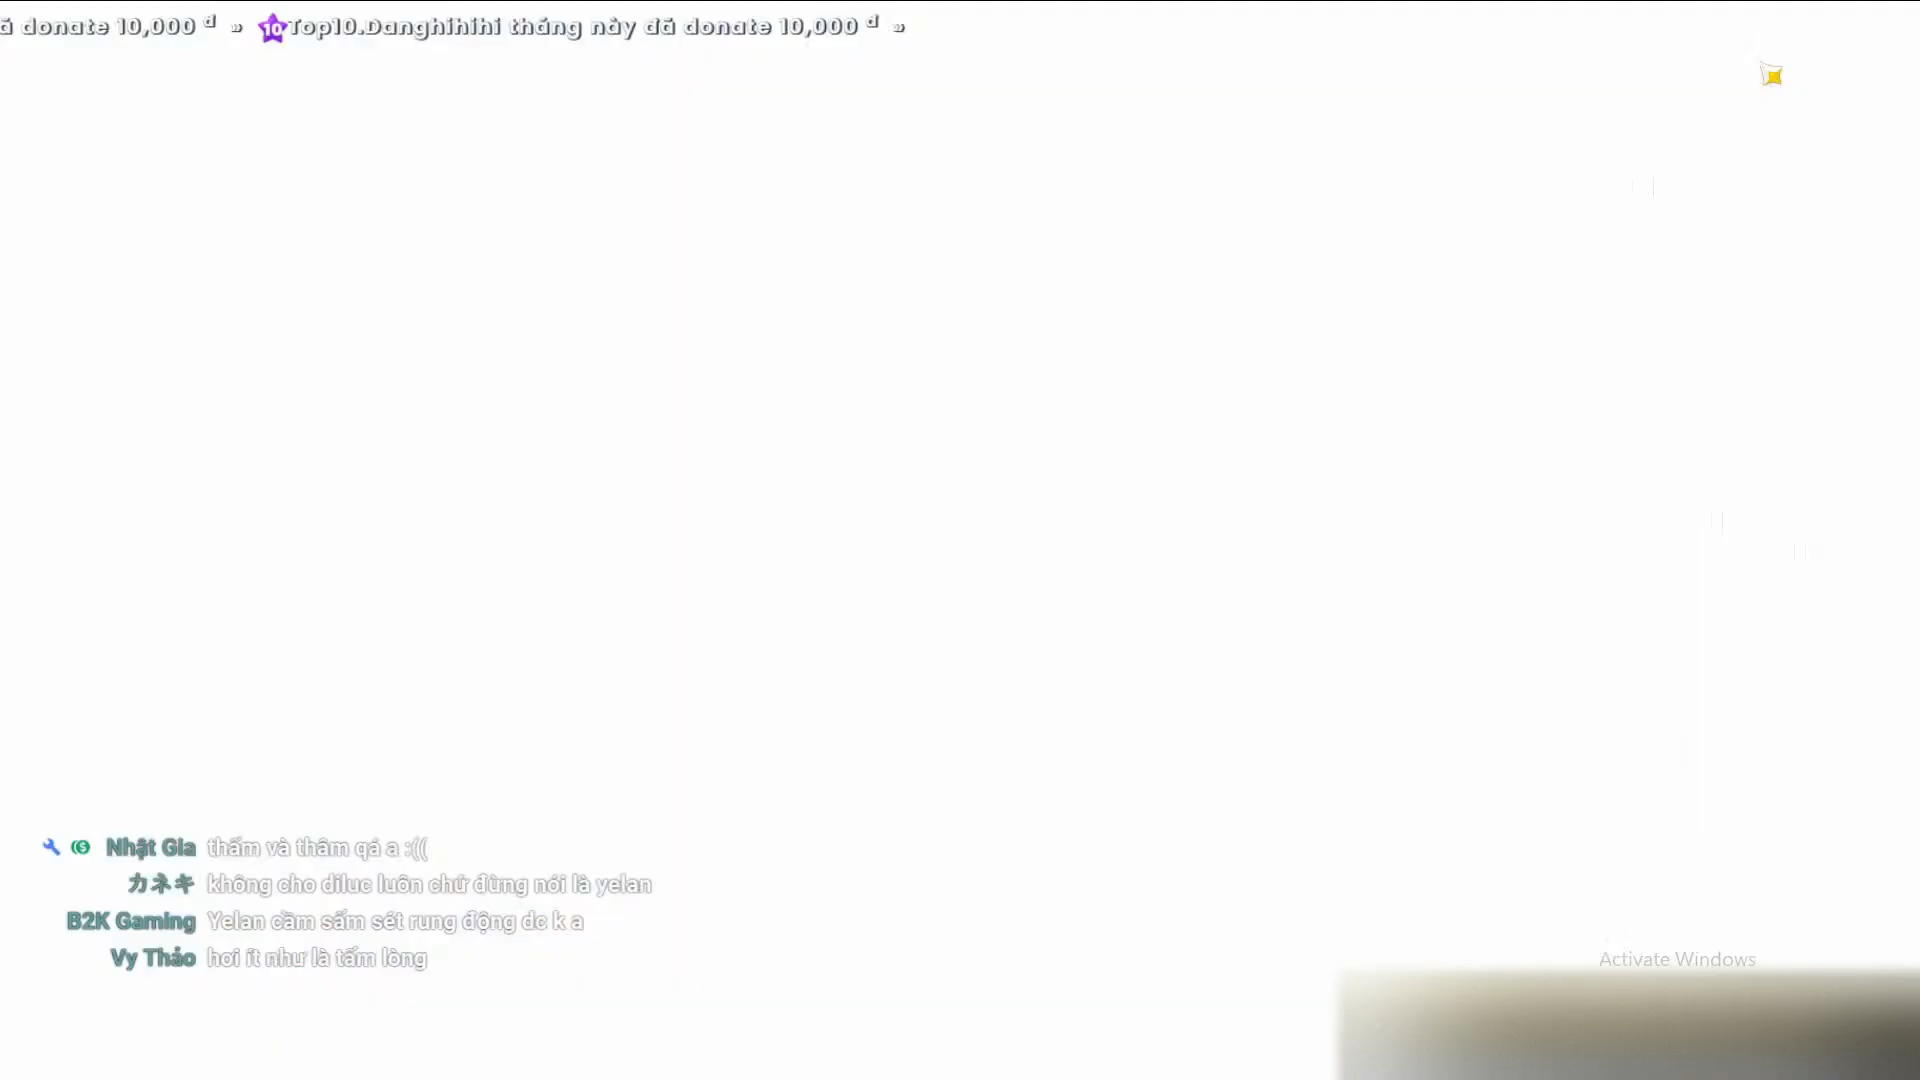 ã donate 10,000 đ »
10 Top10.Danghihihi tháng này đã donate 10,000 đ »
Nhật Gia thấm và thâm qá a :(((
カネキ không cho diluc luôn chứ đừng nói là yelan
B2K Gaming Yelan cầm sấm sét rung động dc k a
Vy Thảo hơi ít như là tấm lòng
Activate Windows